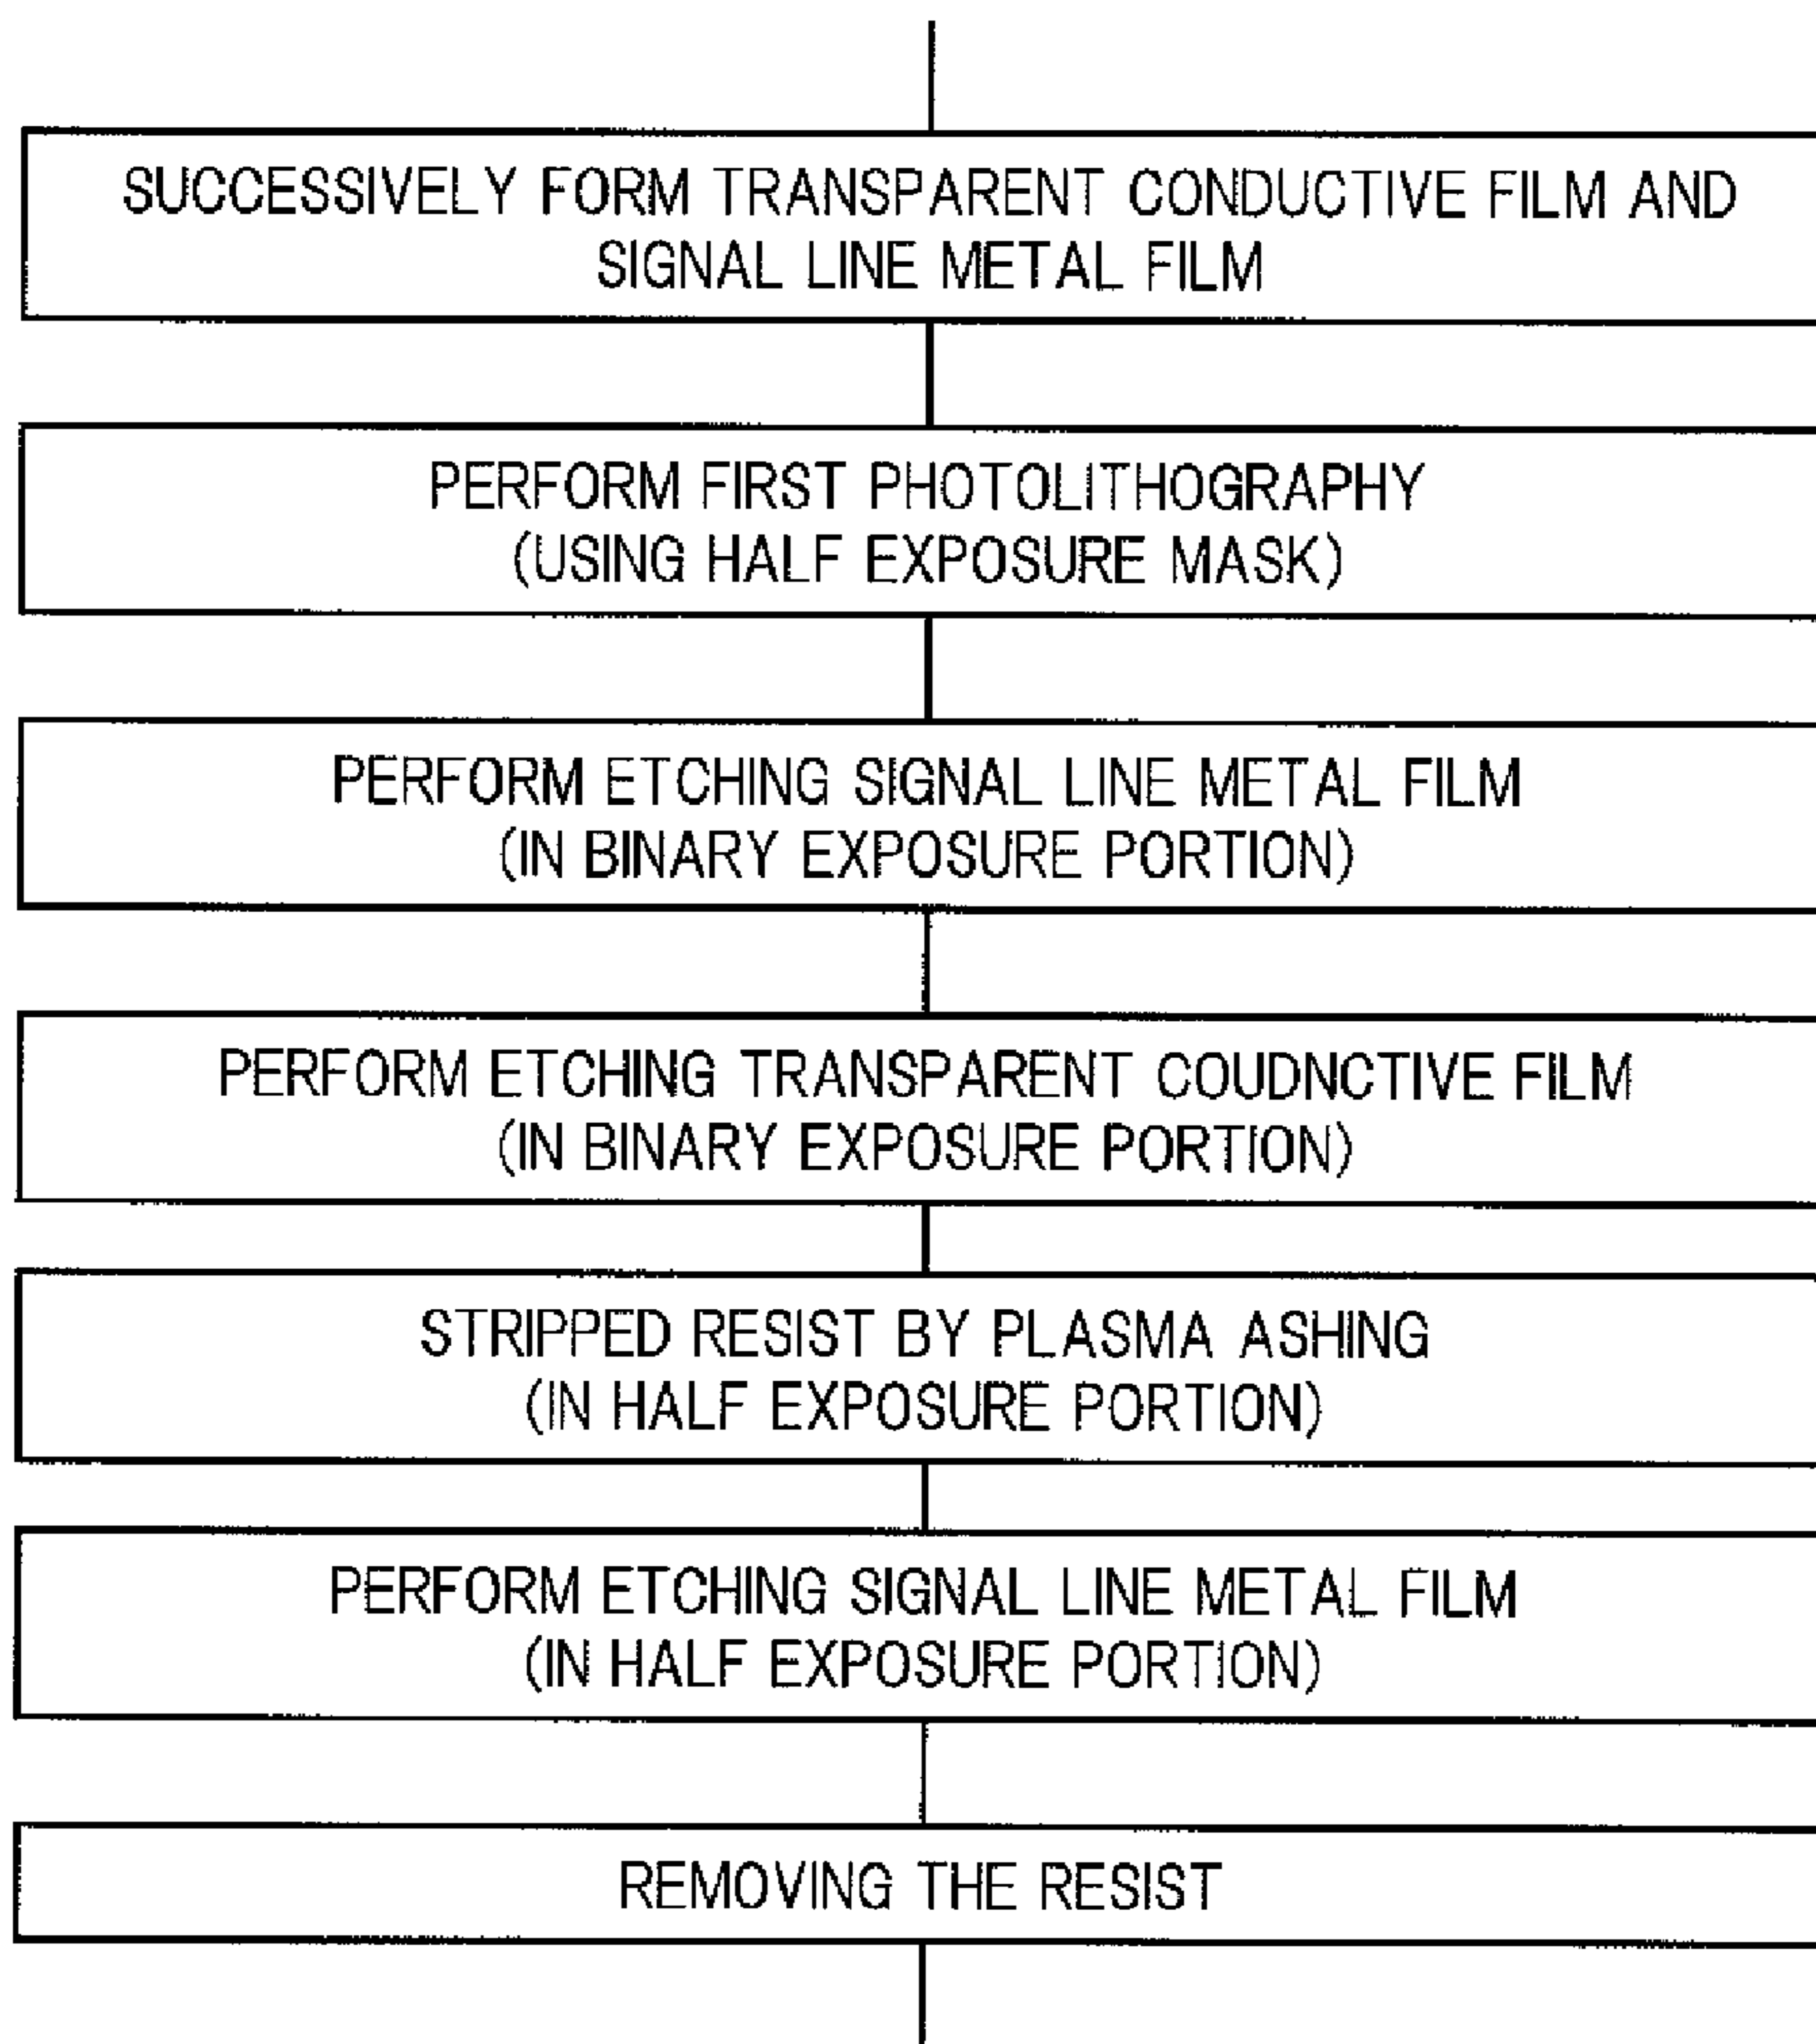 SUCCESSIVELY FORM TRANSPARENT CONDUCTIVE FILM AND
SIGNAL LINE METAL FILM
PERFORM FIRST PHOTOLITHOGRAPHY
(USING HALF EXPOSURE MASK)
PERFORM ETCHING SIGNAL LINE METAL FILM
(IN BINARY EXPOSURE PORTION)
PERFORM ETCHING TRANSPARENT COUDNCTIVE FILM
(IN BINARY EXPOSURE PORTION)
STRIPPED RESIST BY PLASMA ASHING
(IN HALF EXPOSURE PORTION)
PERFORM ETCHING SIGNAL LINE METAL FILM
(IN HALF EXPOSURE PORTION)
REMOVING THE RESIST